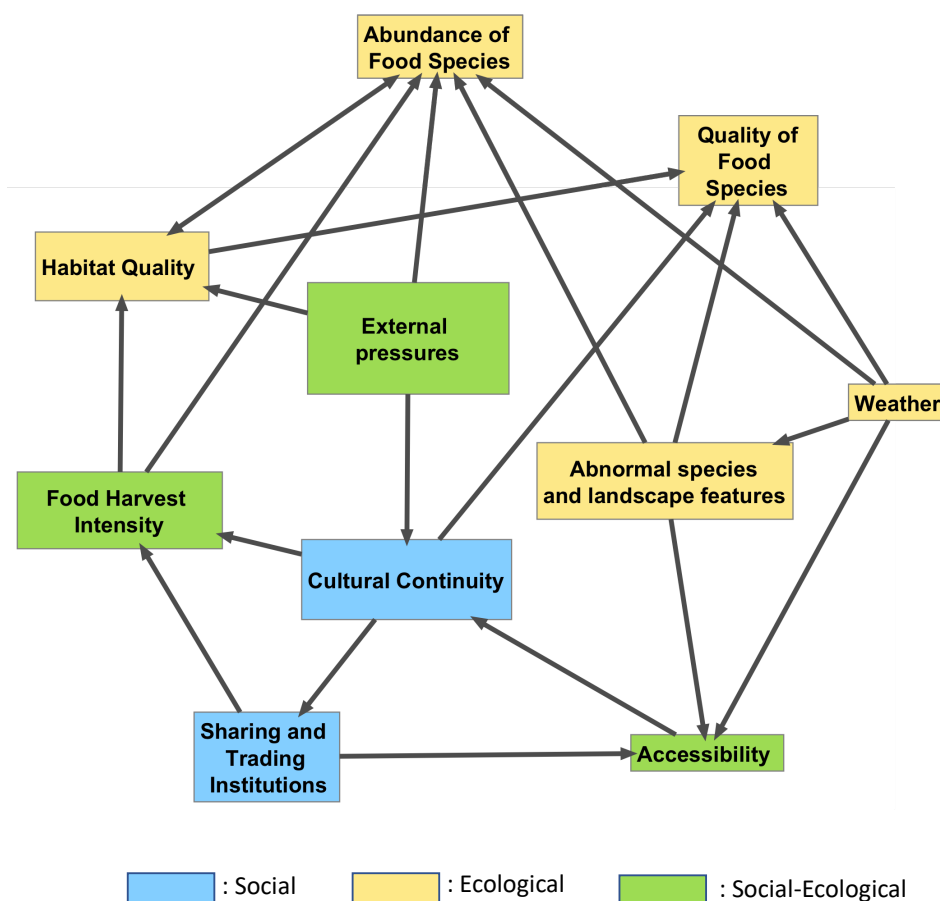 Abundance of
Food Species
Quality of
Food
Species
Habitat Quality
External
pressures
Weather
Abnormal species
and landscape features
Food Harvest
Intensity
Cultural Continuity
Sharing and
Trading
Institutions
Accessibility
: Social
: Ecological
: Social-Ecological